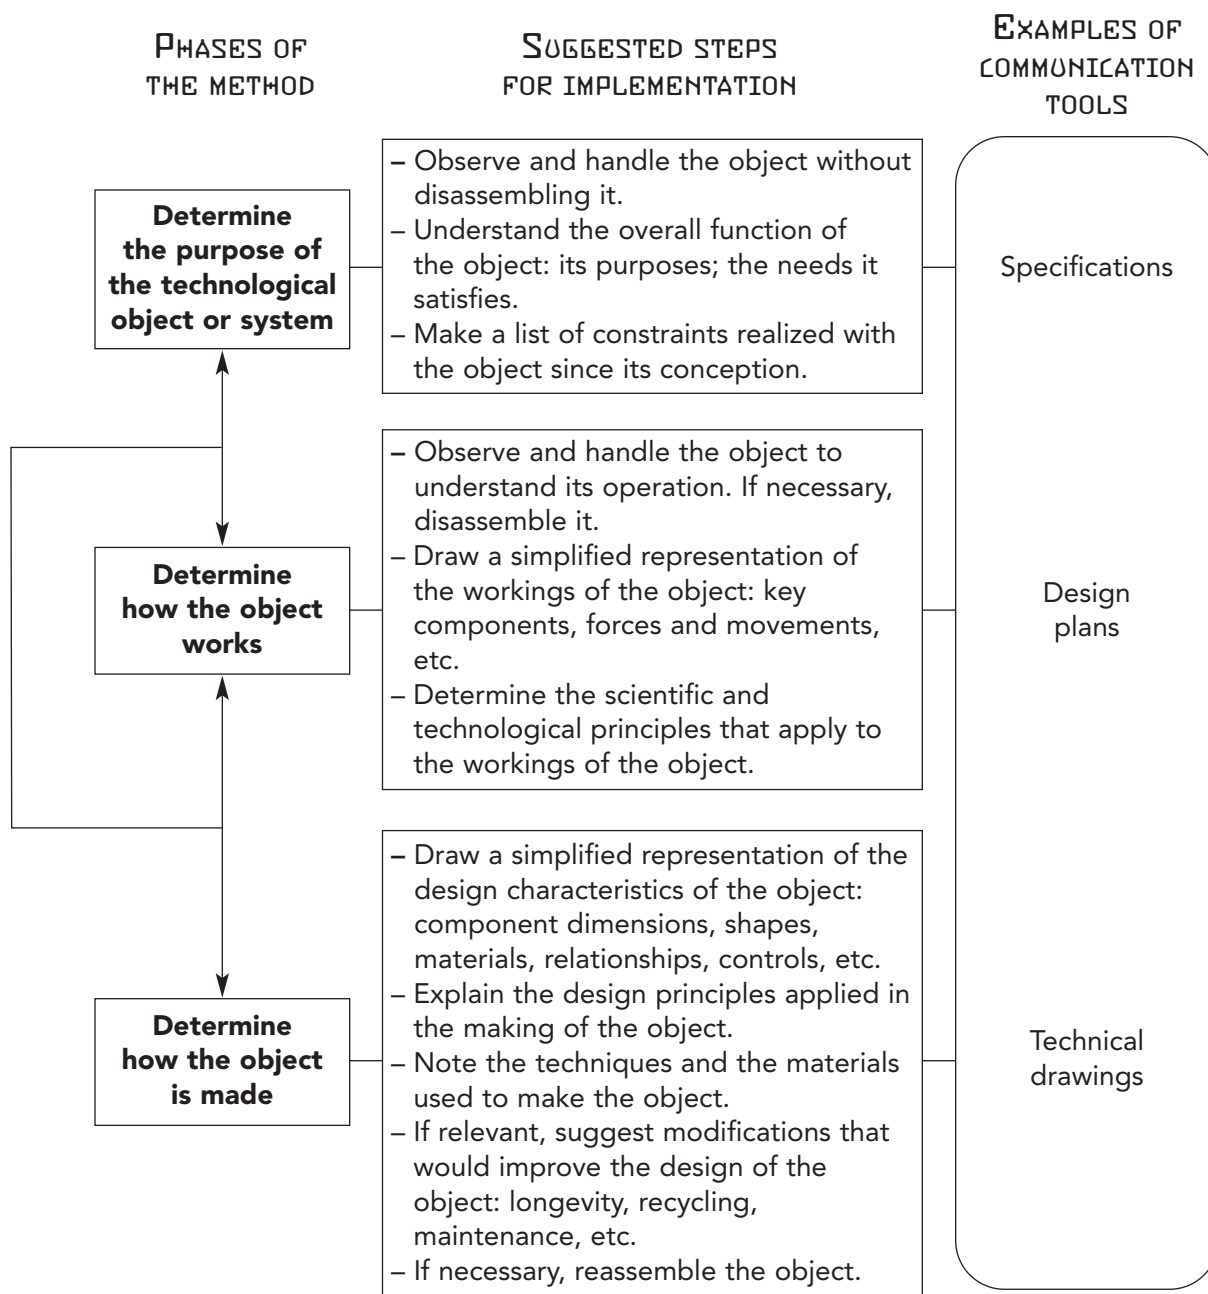 PHASES OF
THE METHOD
SUGGESTED STEPS
FOR IMPLEMENTATION
EXAMPLES OF
COMMUNICATION
TOOLS
Determine
the purpose of
the technological
object or system
– Observe and handle the object without
disassembling it.
– Understand the overall function of
the object: its purposes; the needs it
satisfies.
– Make a list of constraints realized with
the object since its conception.
Specifications
Determine
how the object
works
– Observe and handle the object to
understand its operation. If necessary,
disassemble it.
– Draw a simplified representation of
the workings of the object: key
components, forces and movements,
etc.
– Determine the scientific and
technological principles that apply to
the workings of the object.
Design
plans
Determine
how the object
is made
– Draw a simplified representation of the
design characteristics of the object:
component dimensions, shapes,
materials, relationships, controls, etc.
– Explain the design principles applied in
the making of the object.
– Note the techniques and the materials
used to make the object.
– If relevant, suggest modifications that
would improve the design of the
object: longevity, recycling,
maintenance, etc.
– If necessary, reassemble the object.
Technical
drawings